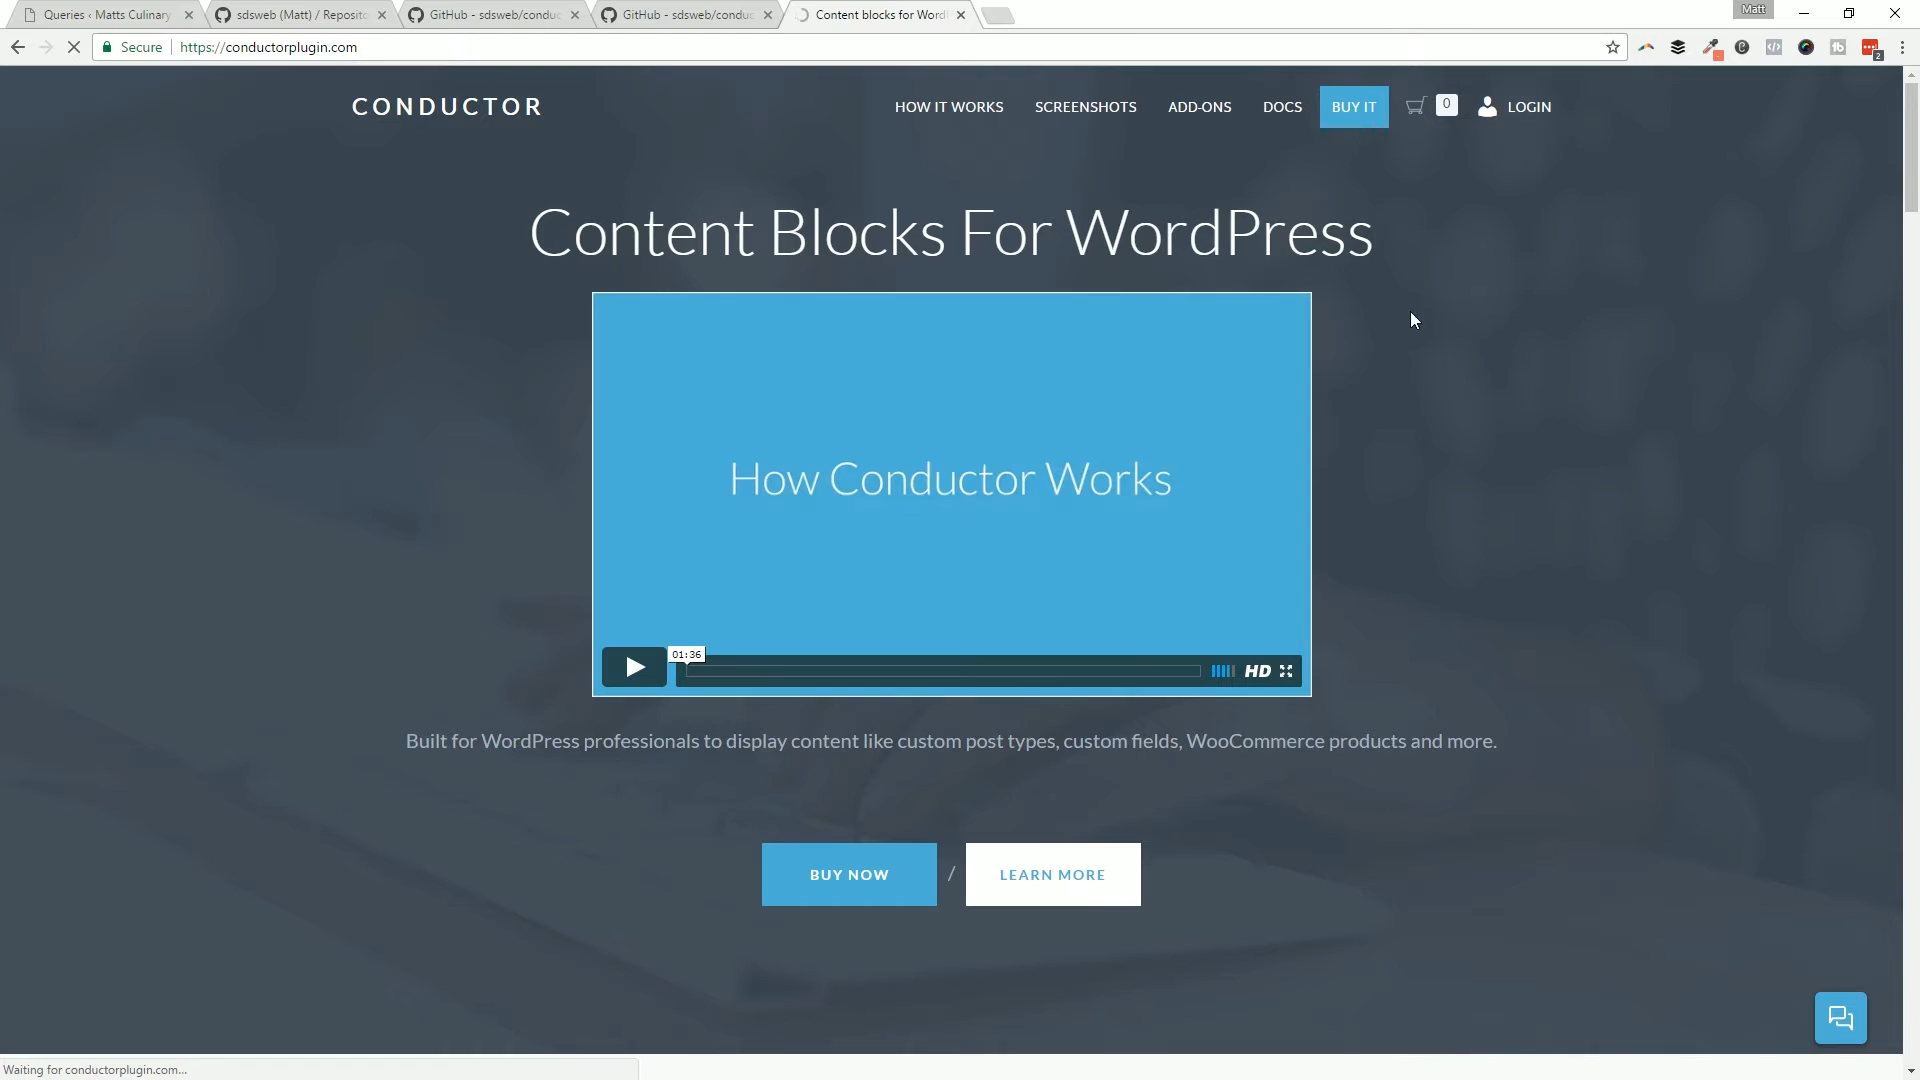 Queries ‹ Matts Culinary
sdsweb (Matt) / Reposito
GitHub - sdsweb/conduc
GitHub - sdsweb/conduc
Content blocks for Word
Matt
Secure
https://conductorplugin.com
2
CONDUCTOR
HOW IT WORKS
SCREENSHOTS
ADD-ONS
DOCS
BUY IT
0
LOGIN
Content Blocks For WordPress
How Conductor Works
01:36
HD
Built for WordPress professionals to display content like custom post types, custom fields, WooCommerce products and more.
BUY NOW / LEARN MORE
Waiting for conductorplugin.com...